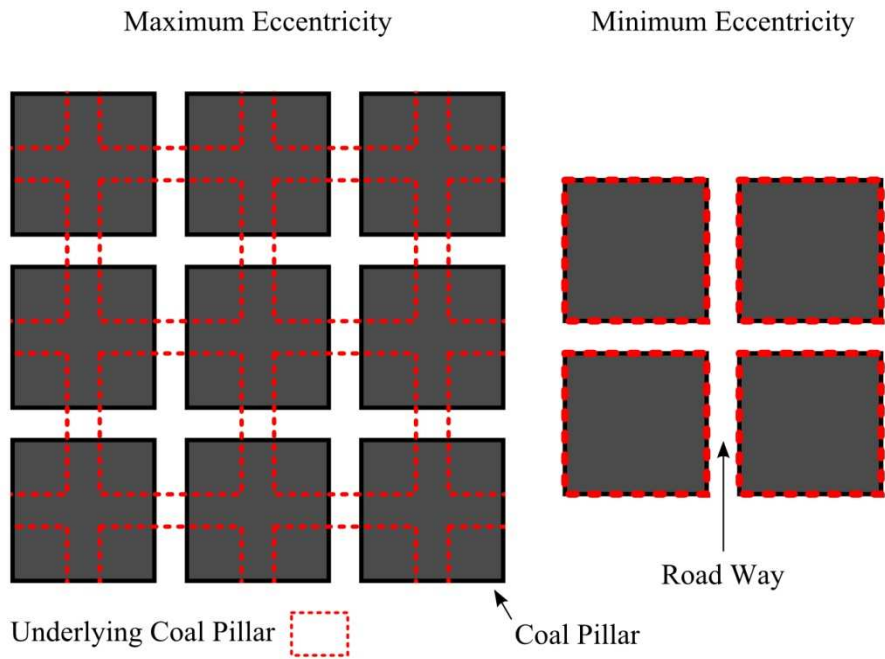 Maximum Eccentricity
Minimum Eccentricity
Road Way
Underlying Coal Pillar
Coal Pillar